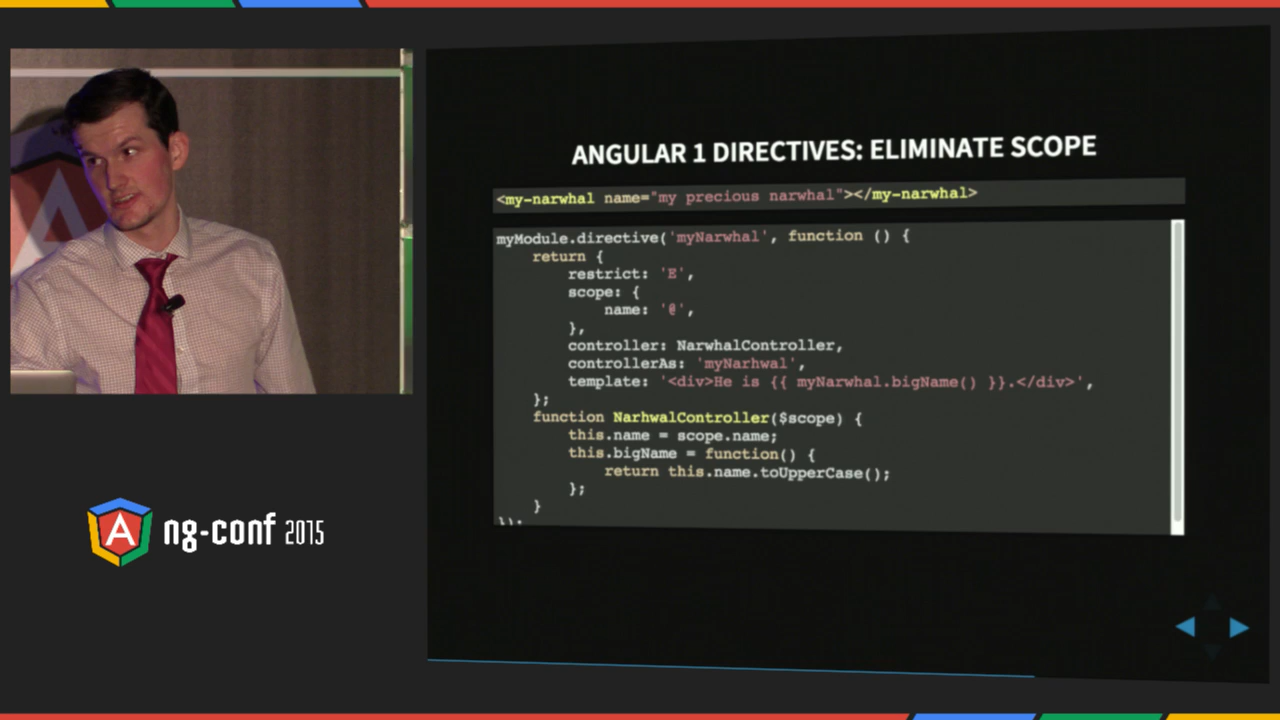 ANGULAR 1 DIRECTIVES: ELIMINATE SCOPE
<my-narwhal name="my precious narwhal"></my-narwhal>
myModule.directive('myNarwhal', function () {
    return {
        restrict: 'E',
        scope: {
            name: '@',
        },
        controller: NarwhalController,
        controllerAs: 'myNarhwal',
        template: '<div>He is {{ myNarwhal.bigName() }}.</div>',
    };
    function NarhwalController($scope) {
        this.name = scope.name;
        this.bigName = function() {
            return this.name.toUpperCase();
        };
    }
});
A ng-conf 2015